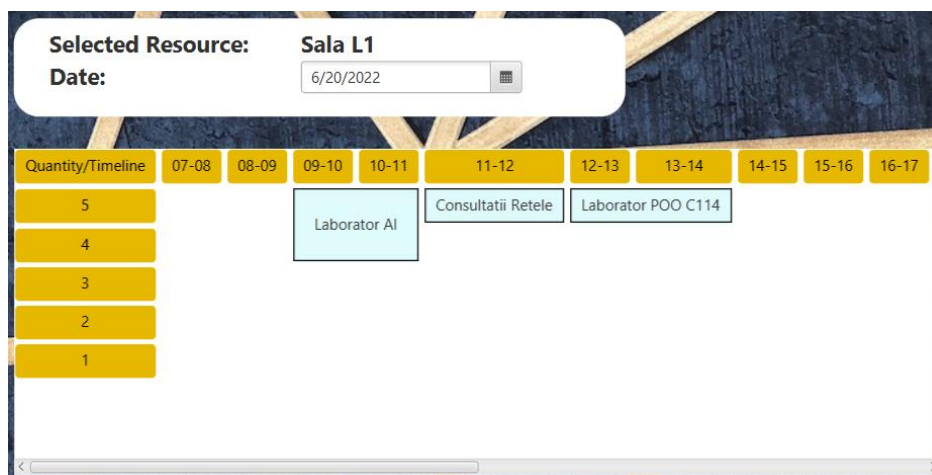 Selected Resource: Sala L1
Date: 6/20/2022
Quantity/Timeline 07-08 08-09 09-10 10-11 11-12 12-13 13-14 14-15 15-16 16-17
5 Laborator AI Consultatii Retele Laborator POO C114
4
3
2
1